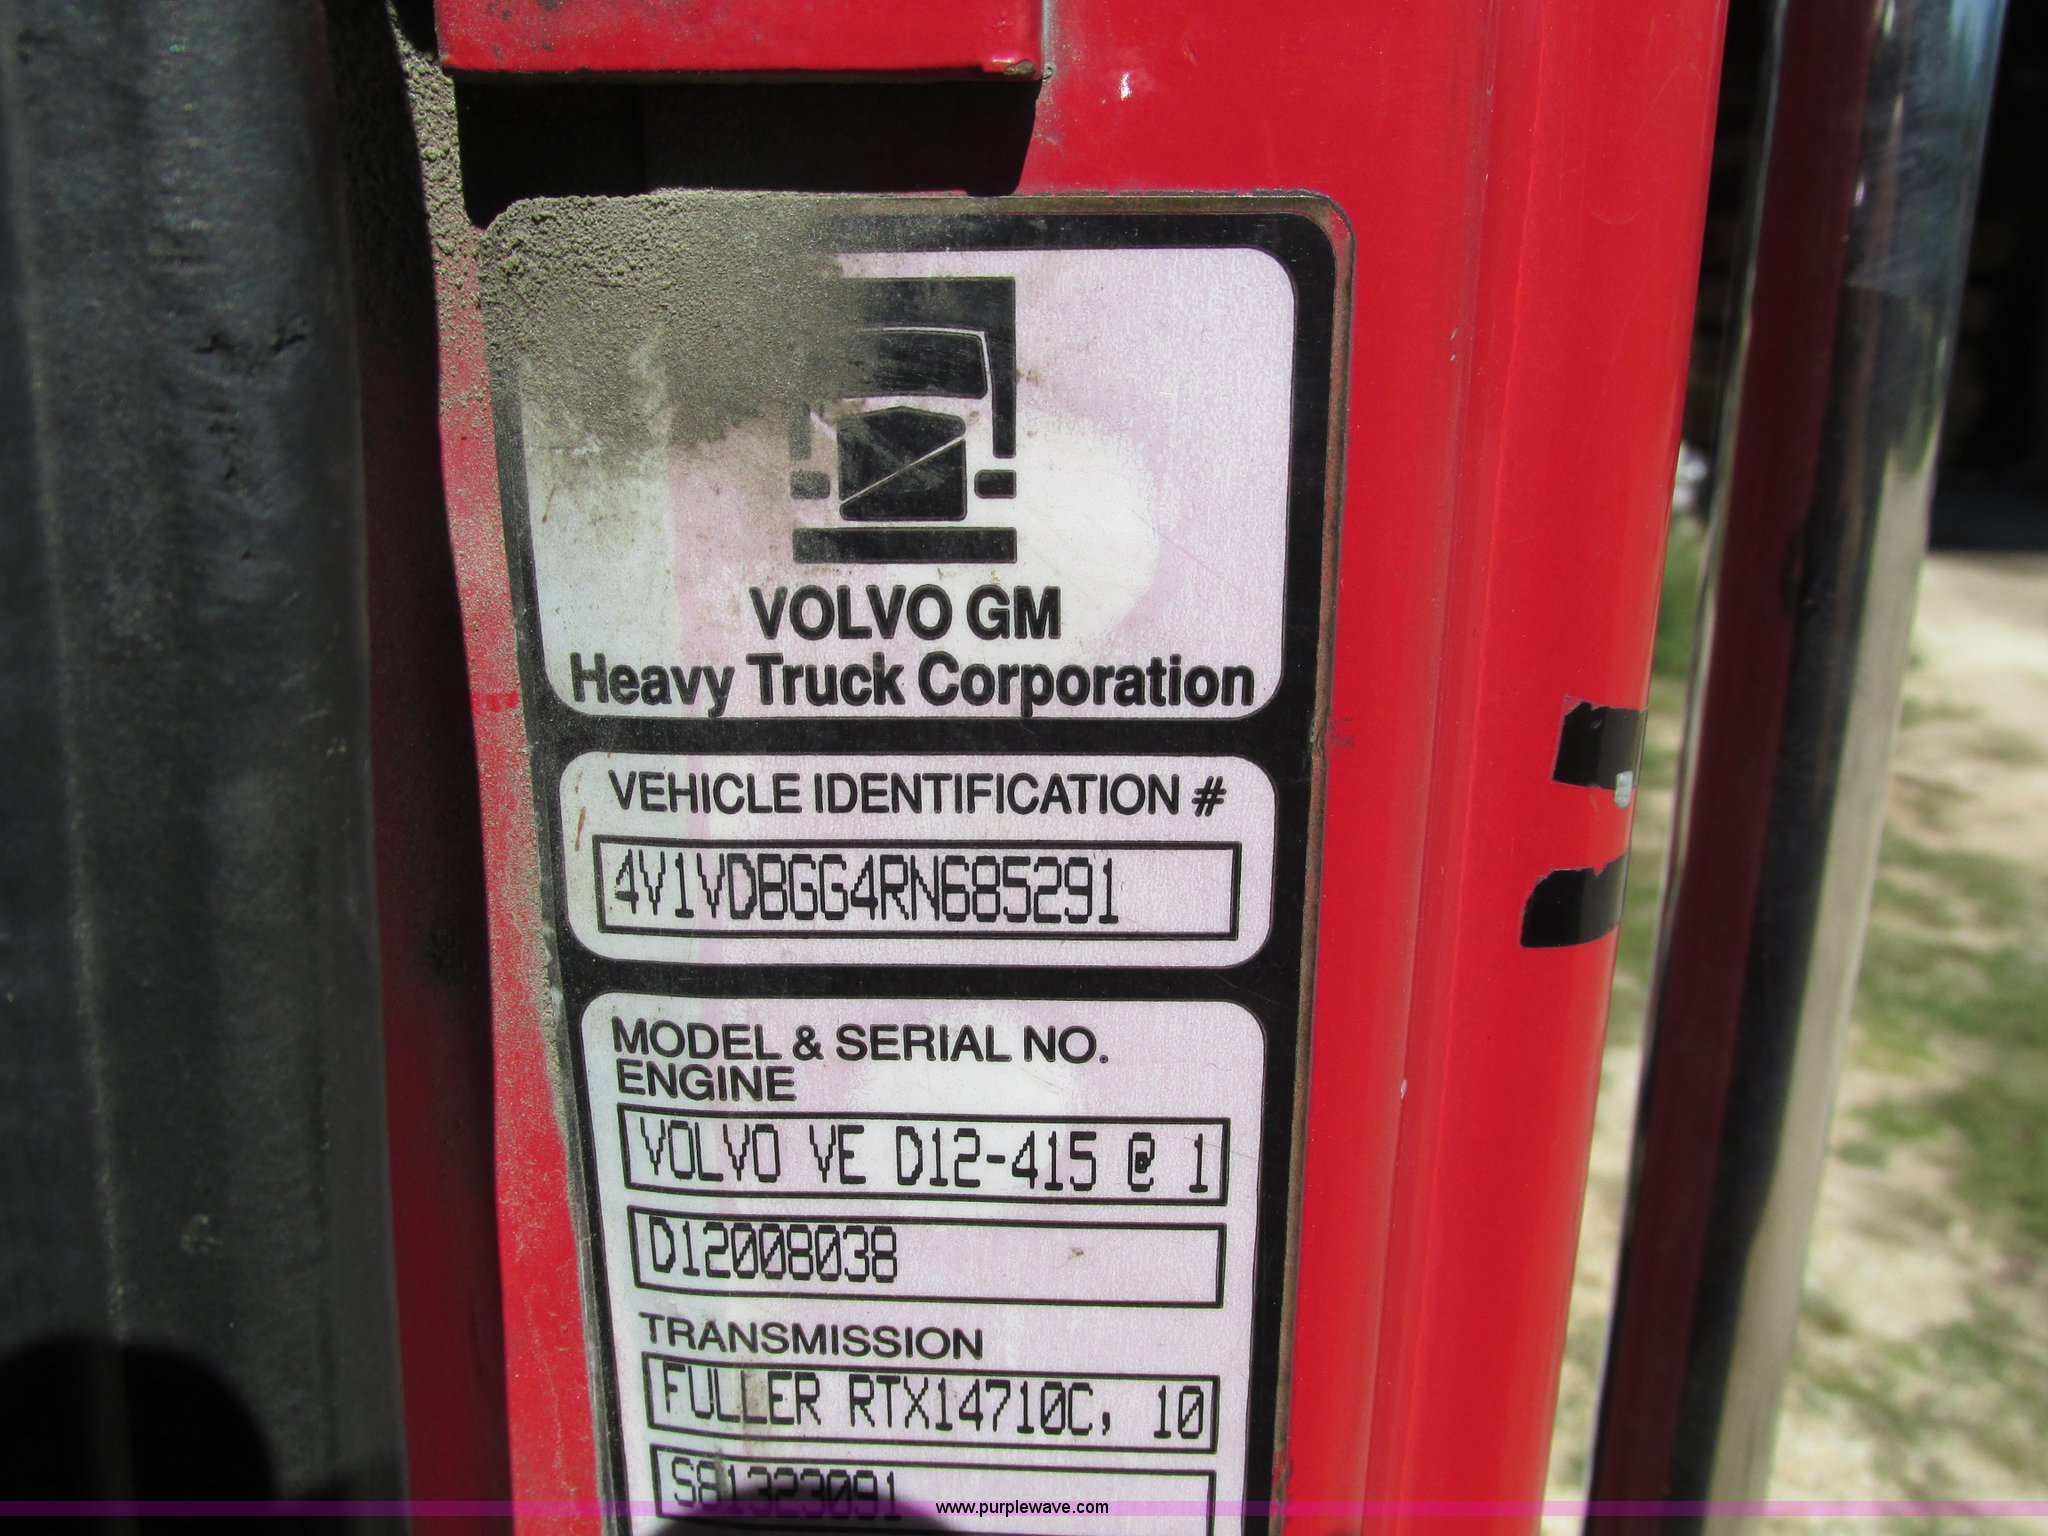 VOLVO GM
Heavy Truck Corporation
VEHICLE IDENTIFICATION #
4V1VDBGG4RN685291
MODEL & SERIAL NO.
ENGINE
VOLVO VE D12-415 @ 1
D12008038
TRANSMISSION
FULLER RTX14710C, 10
S81323091
www.purplewave.com